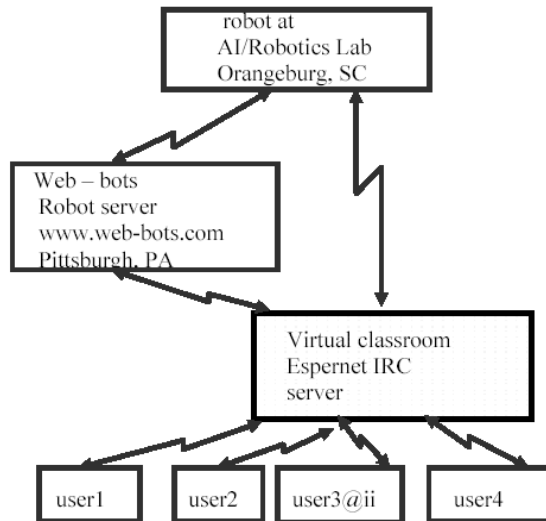 robot at
AI/Robotics Lab
Orangeburg, SC
Web – bots
Robot server
www.web-bots.com
Pittsburgh, PA
Virtual classroom
Espernet IRC
server
user1
user2
user3@ii
user4